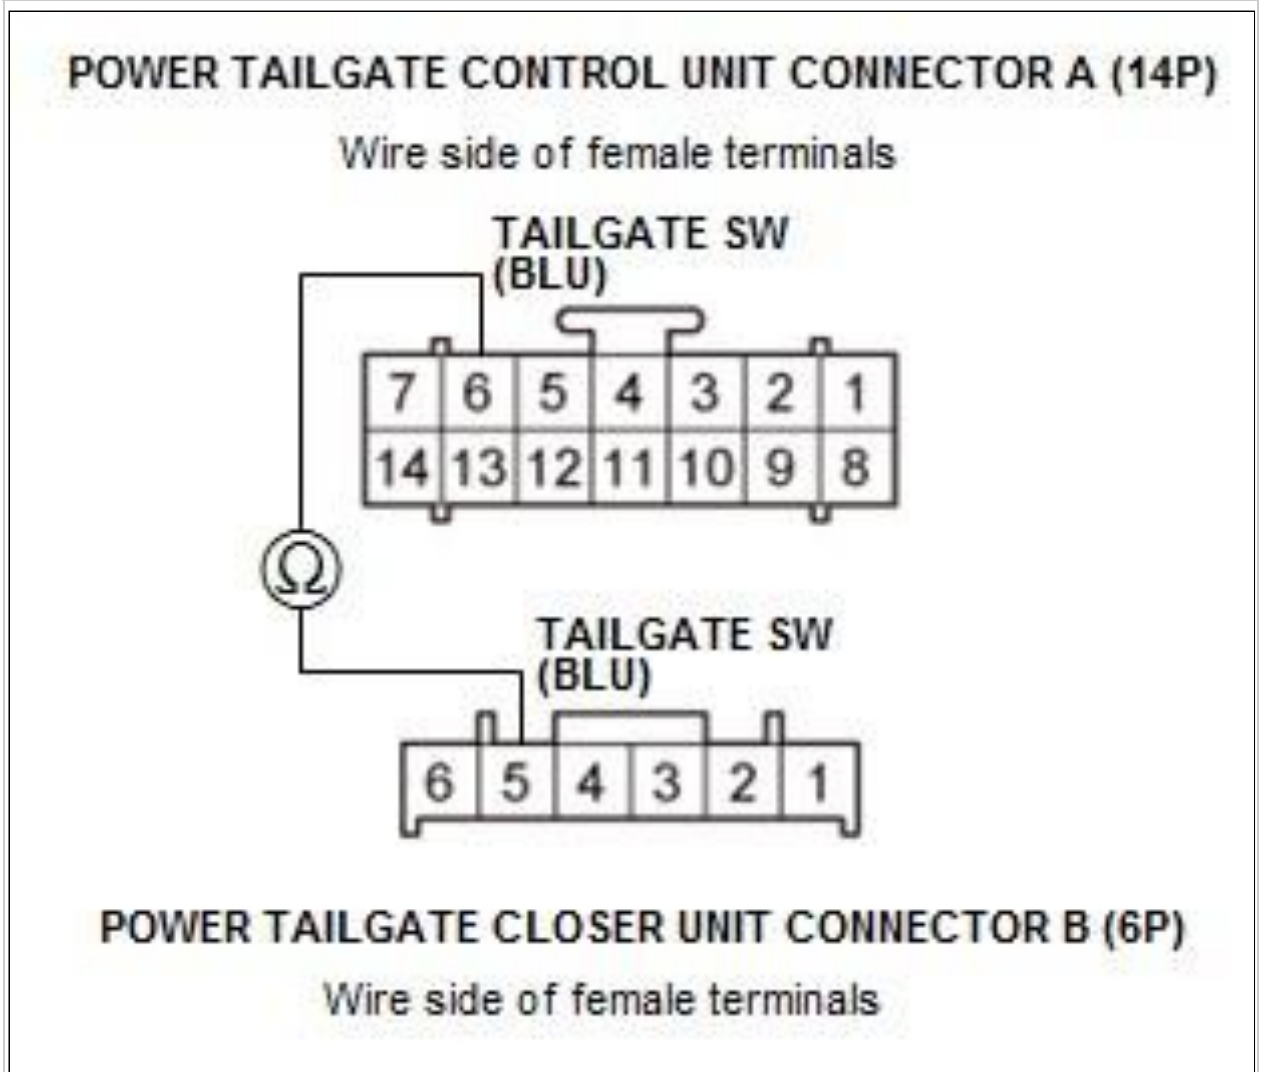 POWER TAILGATE CONTROL UNIT CONNECTOR A (14P)
Wire side of female terminals
TAILGATE SW
(BLU)
7 6 5 4 3 2 1
14 13 12 11 10 9 8
Ω
TAILGATE SW
(BLU)
6 5 4 3 2 1
POWER TAILGATE CLOSER UNIT CONNECTOR B (6P)
Wire side of female terminals